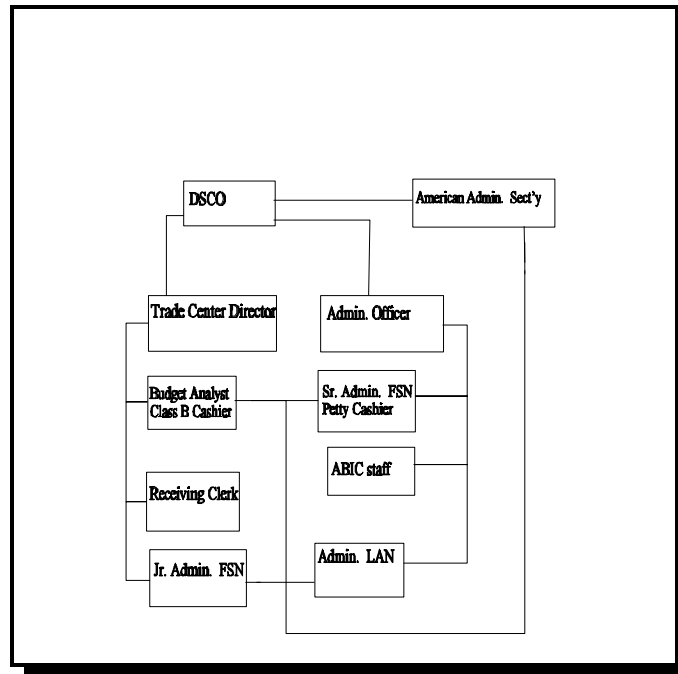 DSCO
American Admin. Sect'y
Trade Center Director
Admin. Officer
Budget Analyst
Class B Cashier
Sr. Admin. FSN
Petty Cashier
ABIC staff
Receiving Clerk
Admin. LAN
Jr. Admin. FSN